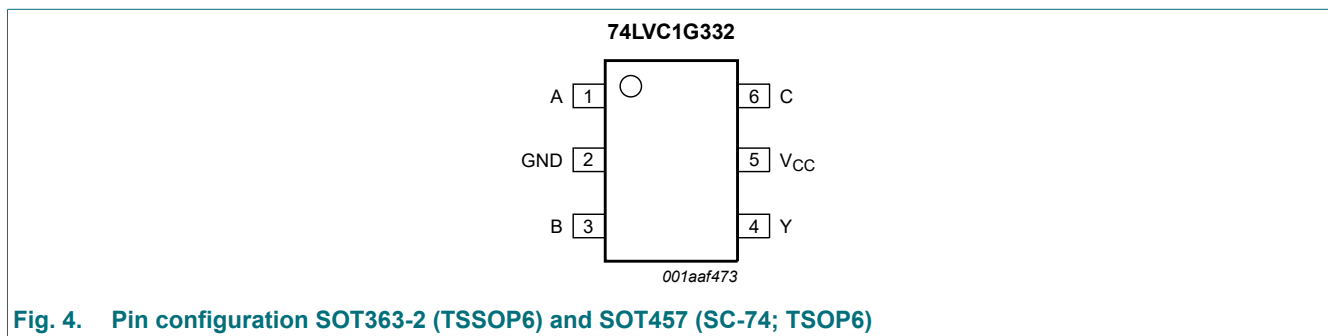 74LVC1G332
A 1 6 C
GND 2 5 VCC
B 3 4 Y
001aaf473
Fig. 4. Pin configuration SOT363-2 (TSSOP6) and SOT457 (SC-74; TSOP6)